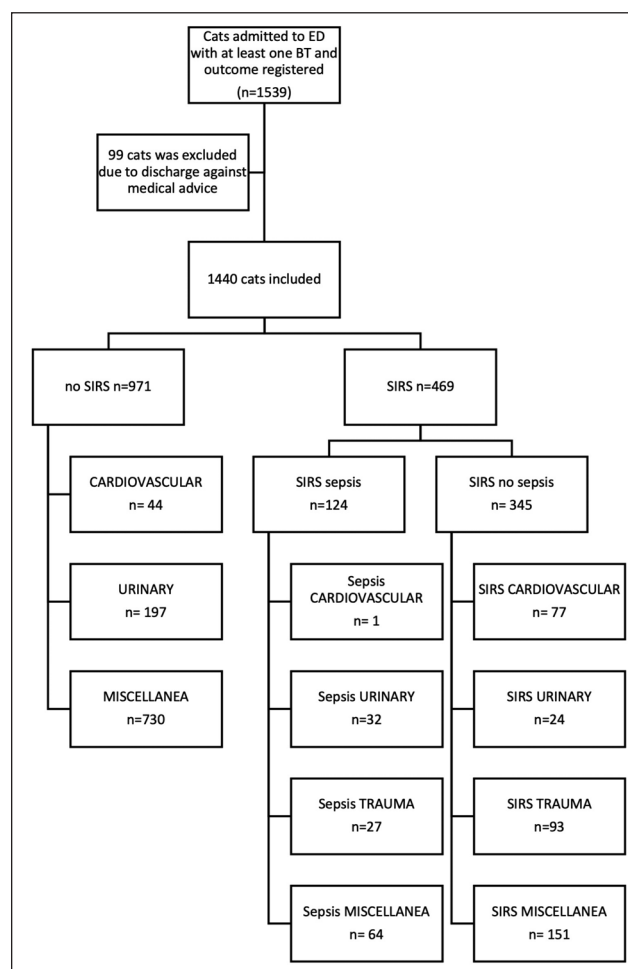 Cats admitted to ED
with at least one BT and
outcome registered
(n=1539)
99 cats was excluded
due to discharge against
medical advice
1440 cats included
no SIRS n=971
SIRS n=469
CARDIOVASCULAR
n= 44
URINARY
n= 197
MISCELLANEA
n=730
SIRS sepsis
n=124
SIRS no sepsis
n= 345
Sepsis
CARDIOVASCULAR
n= 1
SIRS CARDIOVASCULAR
n= 77
Sepsis URINARY
n=32
SIRS URINARY
n=24
Sepsis TRAUMA
n=27
SIRS TRAUMA
n=93
Sepsis MISCELLANEA
n= 64
SIRS MISCELLANEA
n= 151